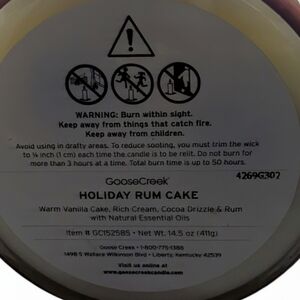 WARNING: Burn within sight.
Keep away from things that catch fire.
Keep away from children.
Avoid using in drafty areas. To reduce sooting, you must trim the wick
to ¼ inch (1 cm) each time the candle is to be relit. Do not burn for
more than 3 hours at a time. Total burn time is up to 50 hours.
GooseCreek
4269G302
HOLIDAY RUM CAKE
Warm Vanilla Cake, Rich Cream, Cocoa Drizzle & Rum
with Natural Essential Oils
Item # GC152585 • Net Wt. 14.5 oz (411g)
Goose Creek • 1-800-775-1388
1498 S Wallace Wilkinson Blvd • Liberty, Kentucky 42539
Visit us online at
www.goosecreekcandle.com